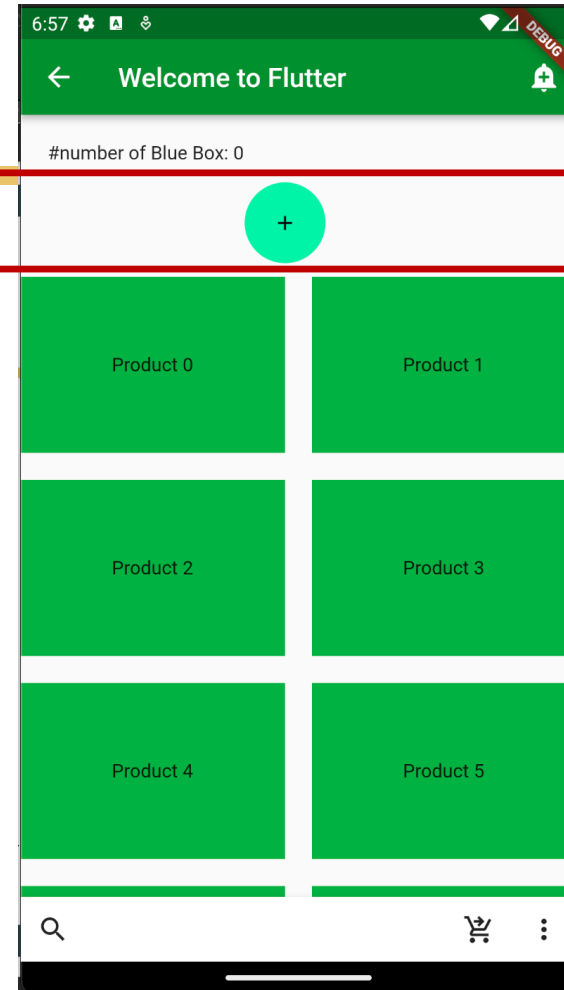 6:57
DEBUG
Welcome to Flutter
#number of Blue Box: 0
+
Product 0 Product 1
Product 2 Product 3
Product 4 Product 5